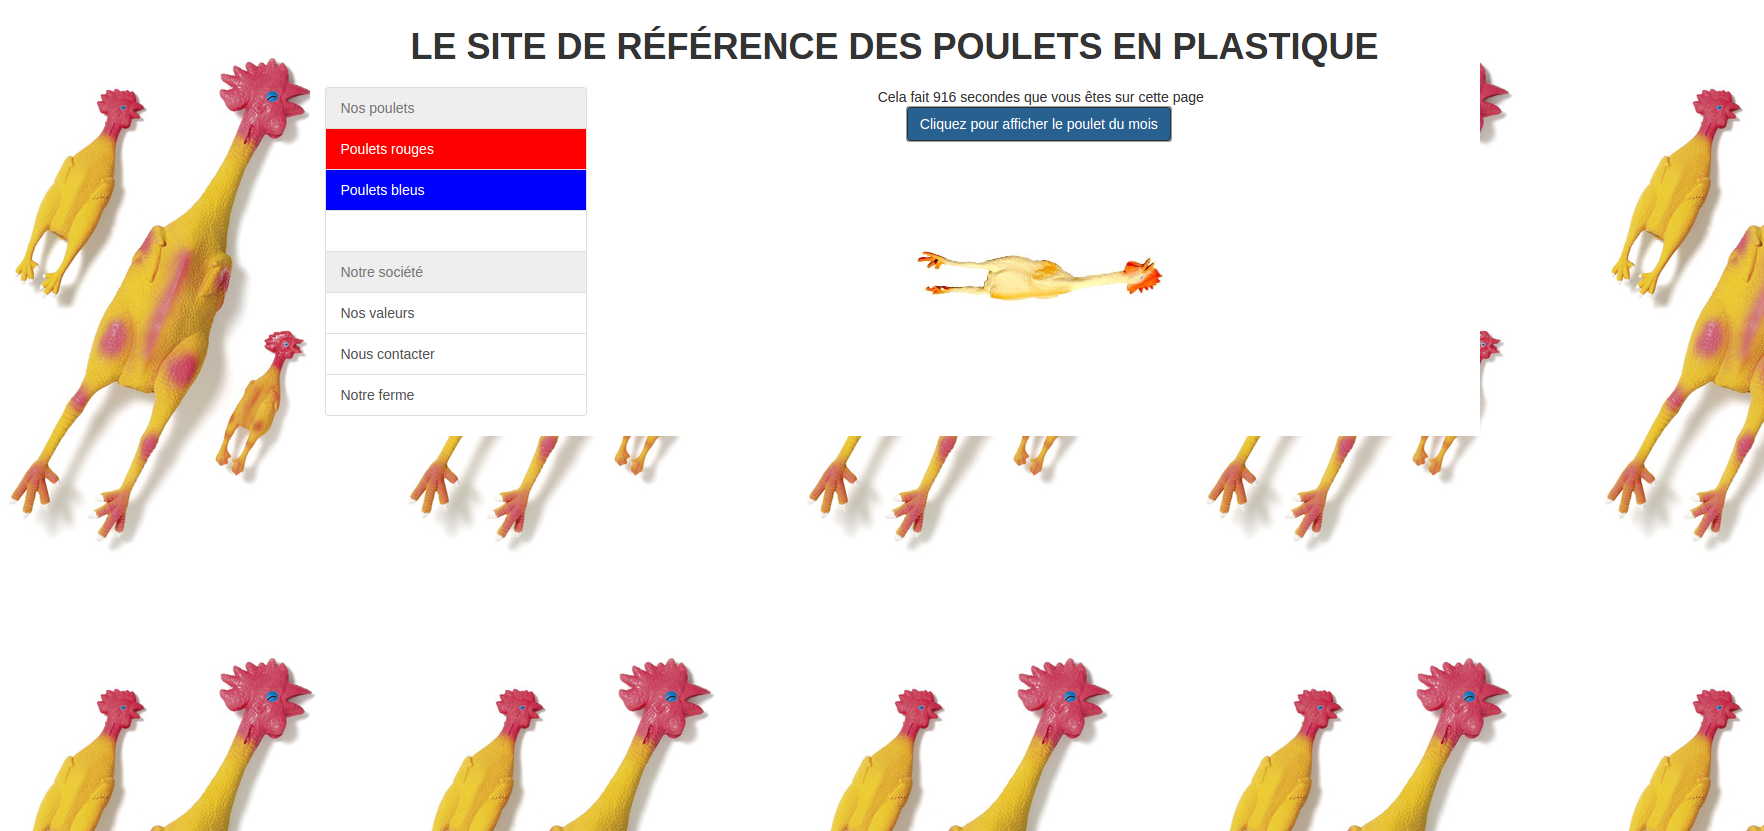 LE SITE DE RÉFÉRENCE DES POULETS EN PLASTIQUE
Nos poulets
Poulets rouges
Poulets bleus
Notre société
Nos valeurs
Nous contacter
Notre ferme
Cela fait 916 secondes que vous êtes sur cette page
Cliquez pour afficher le poulet du mois